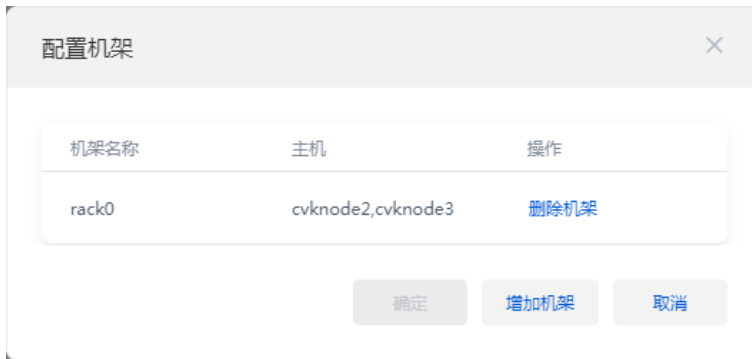 配置机架
机架名称 主机 操作
rack0 cvknode2,cvknode3 删除机架
确定 增加机架 取消